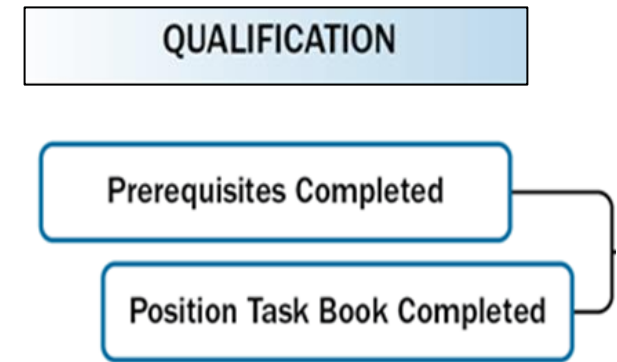 QUALIFICATION
Prerequisites Completed
Position Task Book Completed